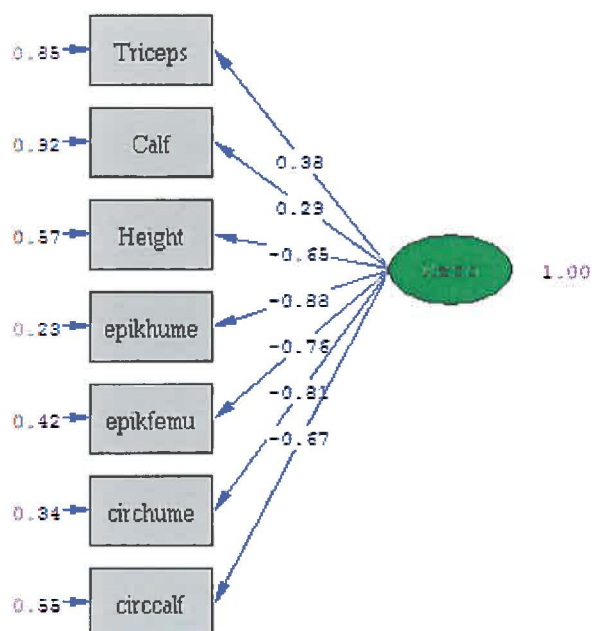 0.85 Triceps
0.92 Calf
0.38
0.29
0.57 Height
-0.65
1.00
0.23 epikhume
-0.88
-0.76
0.42 epikfemu
-0.81
-0.67
0.34 circhume
0.55 circcalf